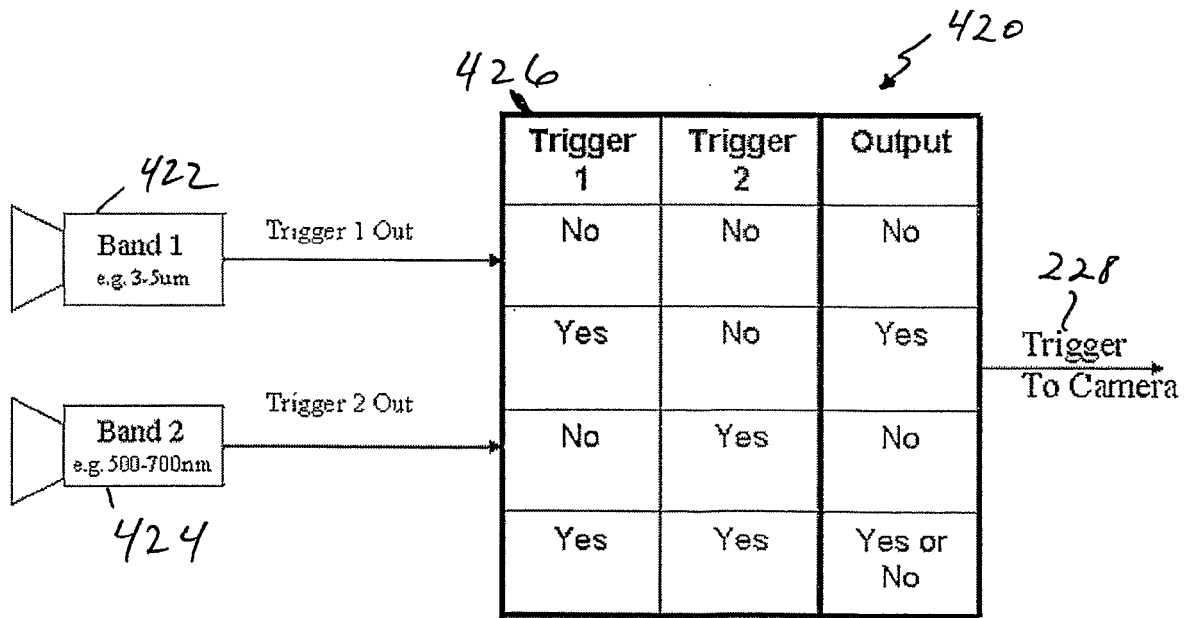 420
426
Trigger 1 Trigger 2 Output
422
Band 1
e.g. 3-5um
Trigger 1 Out
No No No
228
Yes No Yes
Trigger
To Camera
Trigger 2 Out
Band 2
e.g. 500-700nm
No Yes No
424
Yes Yes Yes or No